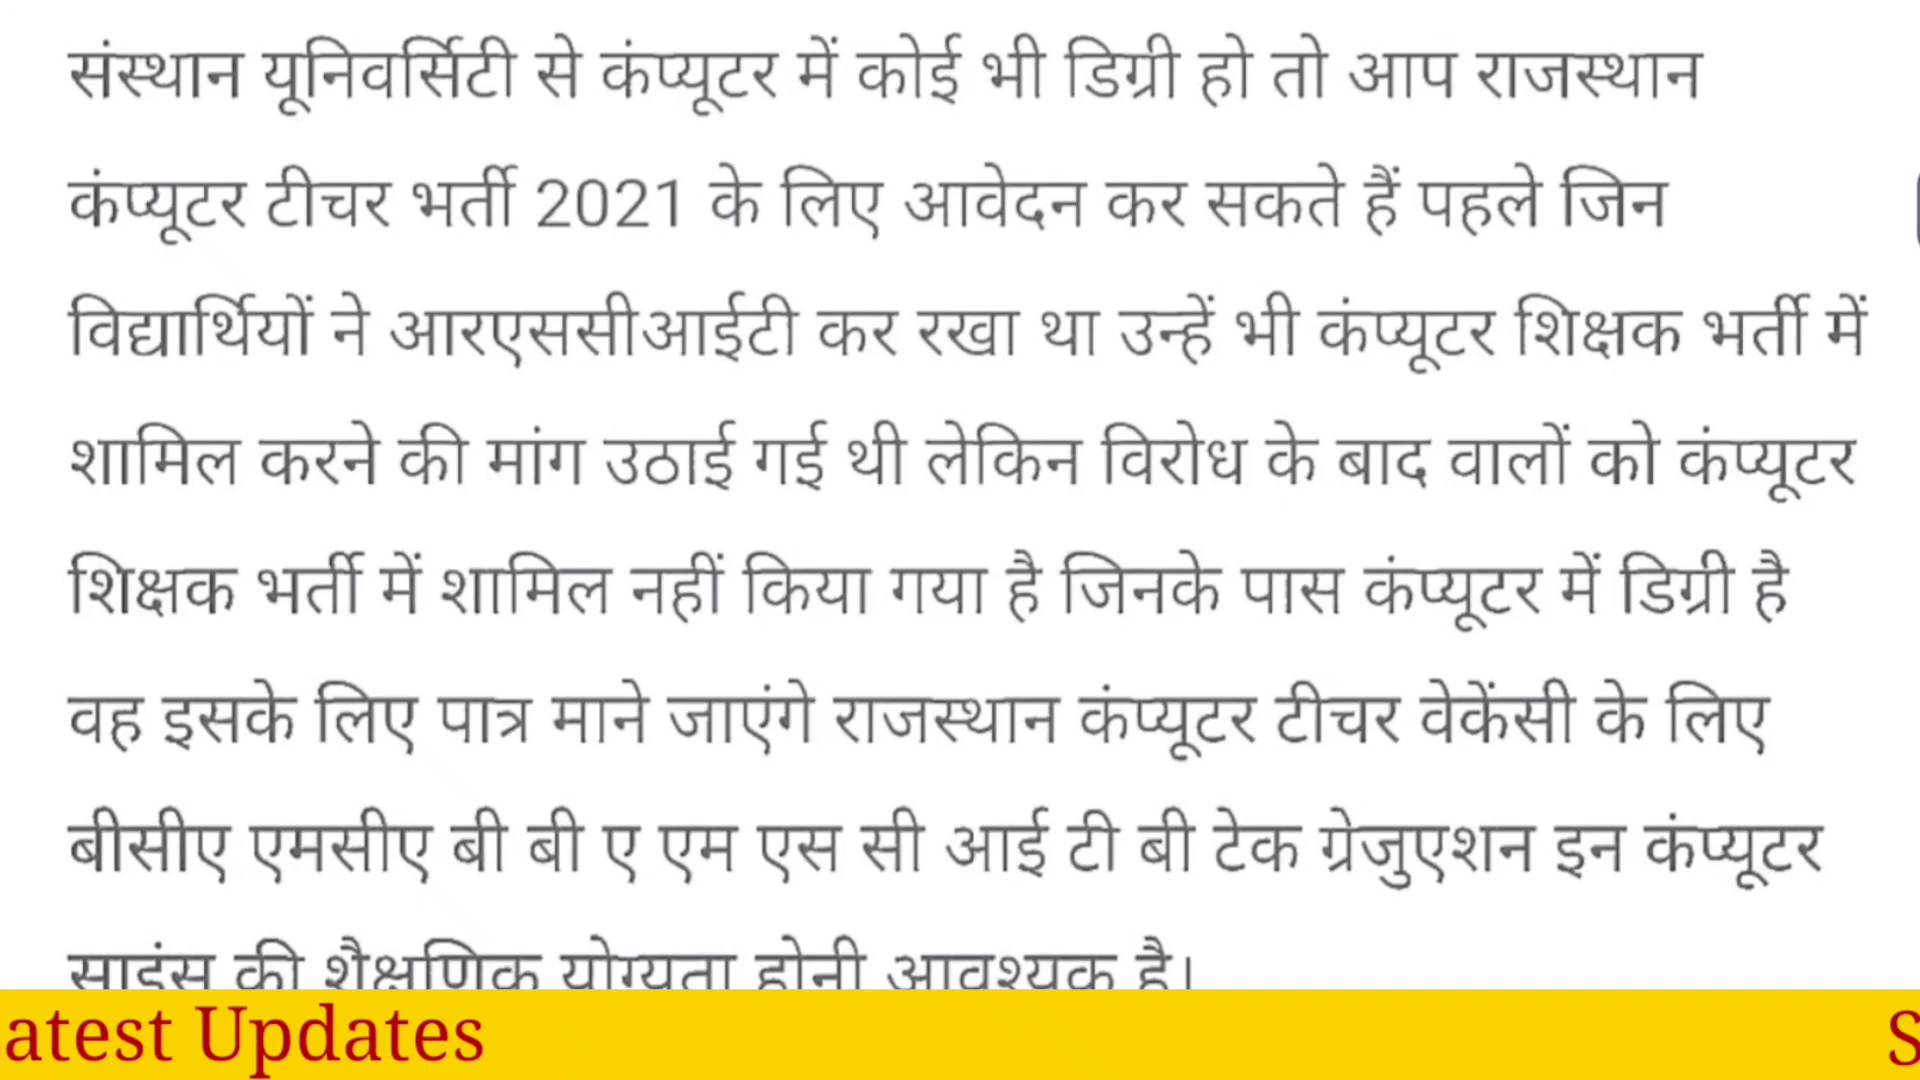 संस्थान यूनिवर्सिटी से कंप्यूटर में कोई भी डिग्री हो तो आप राजस्थान
कंप्यूटर टीचर भर्ती 2021 के लिए आवेदन कर सकते हैं पहले जिन
विद्यार्थियों ने आरएससीआईटी कर रखा था उन्हें भी कंप्यूटर शिक्षक भर्ती में
शामिल करने की मांग उठाई गई थी लेकिन विरोध के बाद वालों को कंप्यूटर
शिक्षक भर्ती में शामिल नहीं किया गया है जिनके पास कंप्यूटर में डिग्री है
वह इसके लिए पात्र माने जाएंगे राजस्थान कंप्यूटर टीचर वेकेंसी के लिए
बीसीए एमसीए बी बी ए एम एस सी आई टी बी टेक ग्रेजुएशन इन कंप्यूटर
साइंस की शैक्षणिक योग्यता होनी आवश्यक है।
atest Updates S